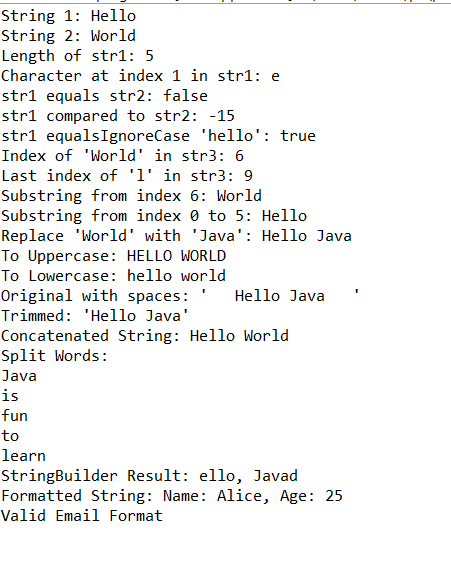 String 1: Hello
String 2: World
Length of str1: 5
Character at index 1 in str1: e
str1 equals str2: false
str1 compared to str2: -15
str1 equalsIgnoreCase 'hello': true
Index of 'World' in str3: 6
Last index of 'l' in str3: 9
Substring from index 6: World
Substring from index 0 to 5: Hello
Replace 'World' with 'Java': Hello Java
To Uppercase: HELLO WORLD
To Lowercase: hello world
Original with spaces: '   Hello Java   '
Trimmed: 'Hello Java'
Concatenated String: Hello World
Split Words:
Java
is
fun
to
learn
StringBuilder Result: ello, Javad
Formatted String: Name: Alice, Age: 25
Valid Email Format